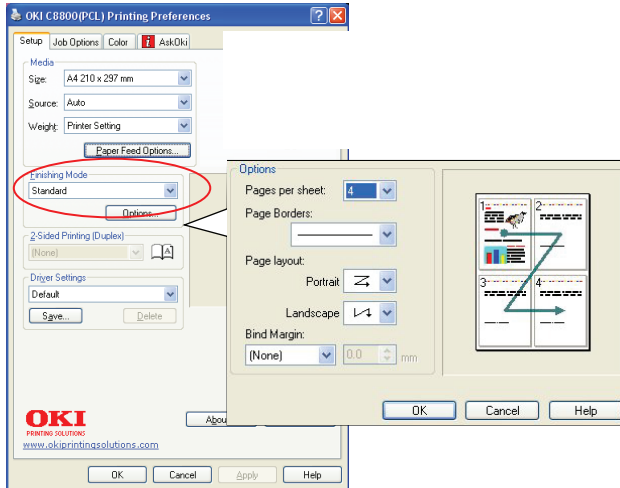 OKI C8800(PCL) Printing Preferences
Setup Job Options Color AskOki
Media
Size: A4 210 x 297 mm
Source: Auto
Weight: Printer Setting
Paper Feed Options...
Finishing Mode
Standard
Options...
2-Sided Printing (Duplex)
(None)
Driver Settings
Default
Save... Delete
OKI
PRINTING SOLUTIONS
www.okiprintingsolutions.com
OK Cancel Apply Help
Options
Pages per sheet: 4
Page Borders:
Page layout:
Portrait
Landscape
Bind Margin:
(None) 0.0 mm
1 2
3 4
OK Cancel Help